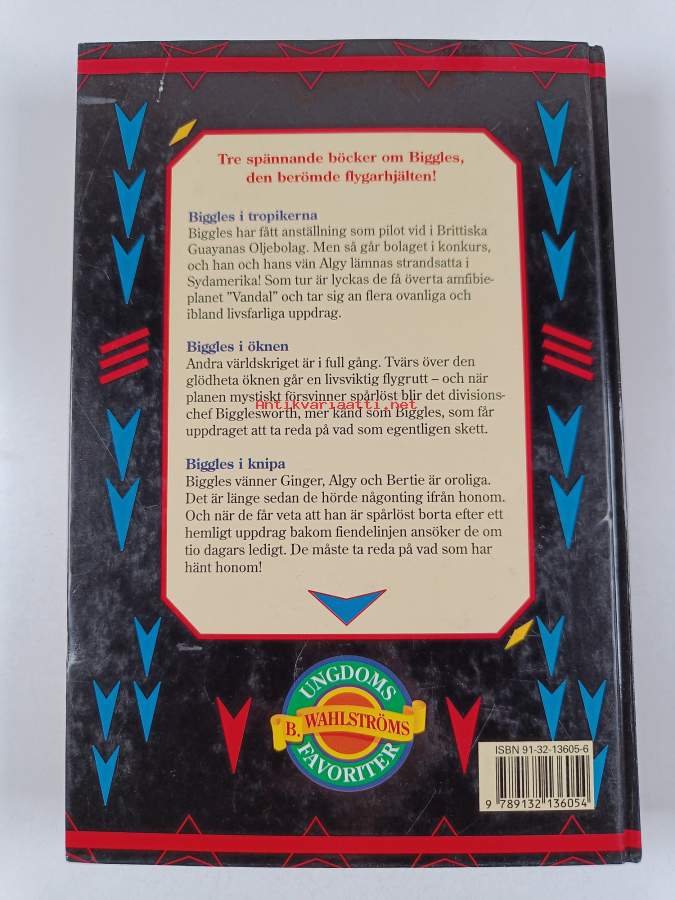 Tre spännande böcker om Biggles,
den berömde flygarhjälten!
Biggles i tropikerna
Biggles har fått anställning som pilot vid i Brittiska
Guayanas Oljebolag. Men så går bolaget i konkurs,
och han och hans vän Algy lämnas strandsatta i
Sydamerika! Som tur är lyckas de få överta amfibie-
planet "Vandal" och tar sig an flera ovanliga och
ibland livsfarliga uppdrag.
Biggles i öknen
Andra världskriget är i full gång. Tvärs över den
glödheta öknen går en livsviktig flygrutt – och när
planen mystiskt försvinner spårlöst blir det divisions-
Antikvariaatti.net
chef Bigglesworth, mer känd som Biggles, som får
uppdraget att ta reda på vad som egentligen skett.
Biggles i knipa
Biggles vänner Ginger, Algy och Bertie är oroliga.
Det är länge sedan de hörde någonting ifrån honom.
Och när de får veta att han är spårlöst borta efter ett
hemligt uppdrag bakom fiendelinjen ansöker de om
tio dagars ledigt. De måste ta reda på vad som har
hänt honom!
UNGDOMS
B. WAHLSTRÖMS
FAVORITER
ISBN 91-32-13605-6
9 789132 136054